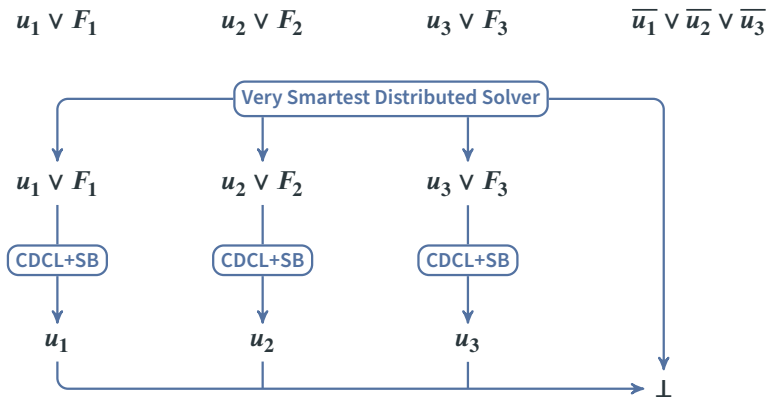 u₁ ∨ F₁ u₂ ∨ F₂ u₃ ∨ F₃ u̅₁ ∨ u̅₂ ∨ u̅₃
Very Smartest Distributed Solver
u₁ ∨ F₁ u₂ ∨ F₂ u₃ ∨ F₃
CDCL+SB CDCL+SB CDCL+SB
u₁ u₂ u₃
⊥